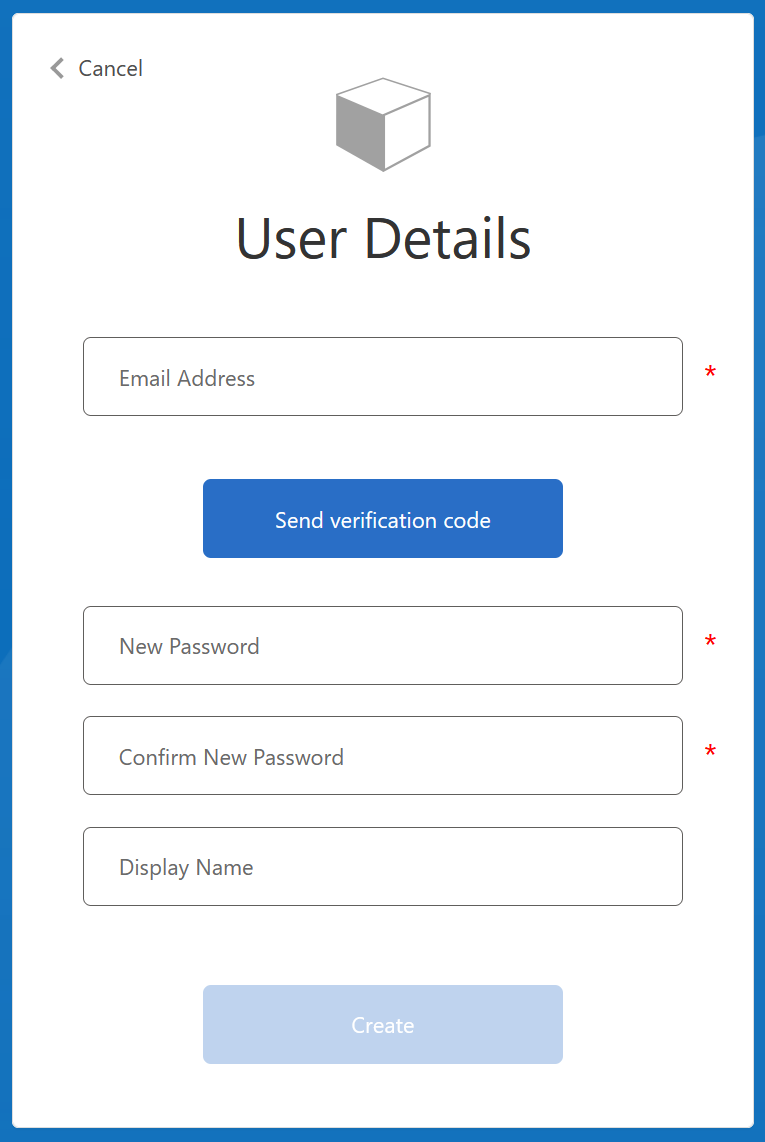 Cancel
User Details
Email Address
*
Send verification code
New Password
*
Confirm New Password
*
Display Name
Create